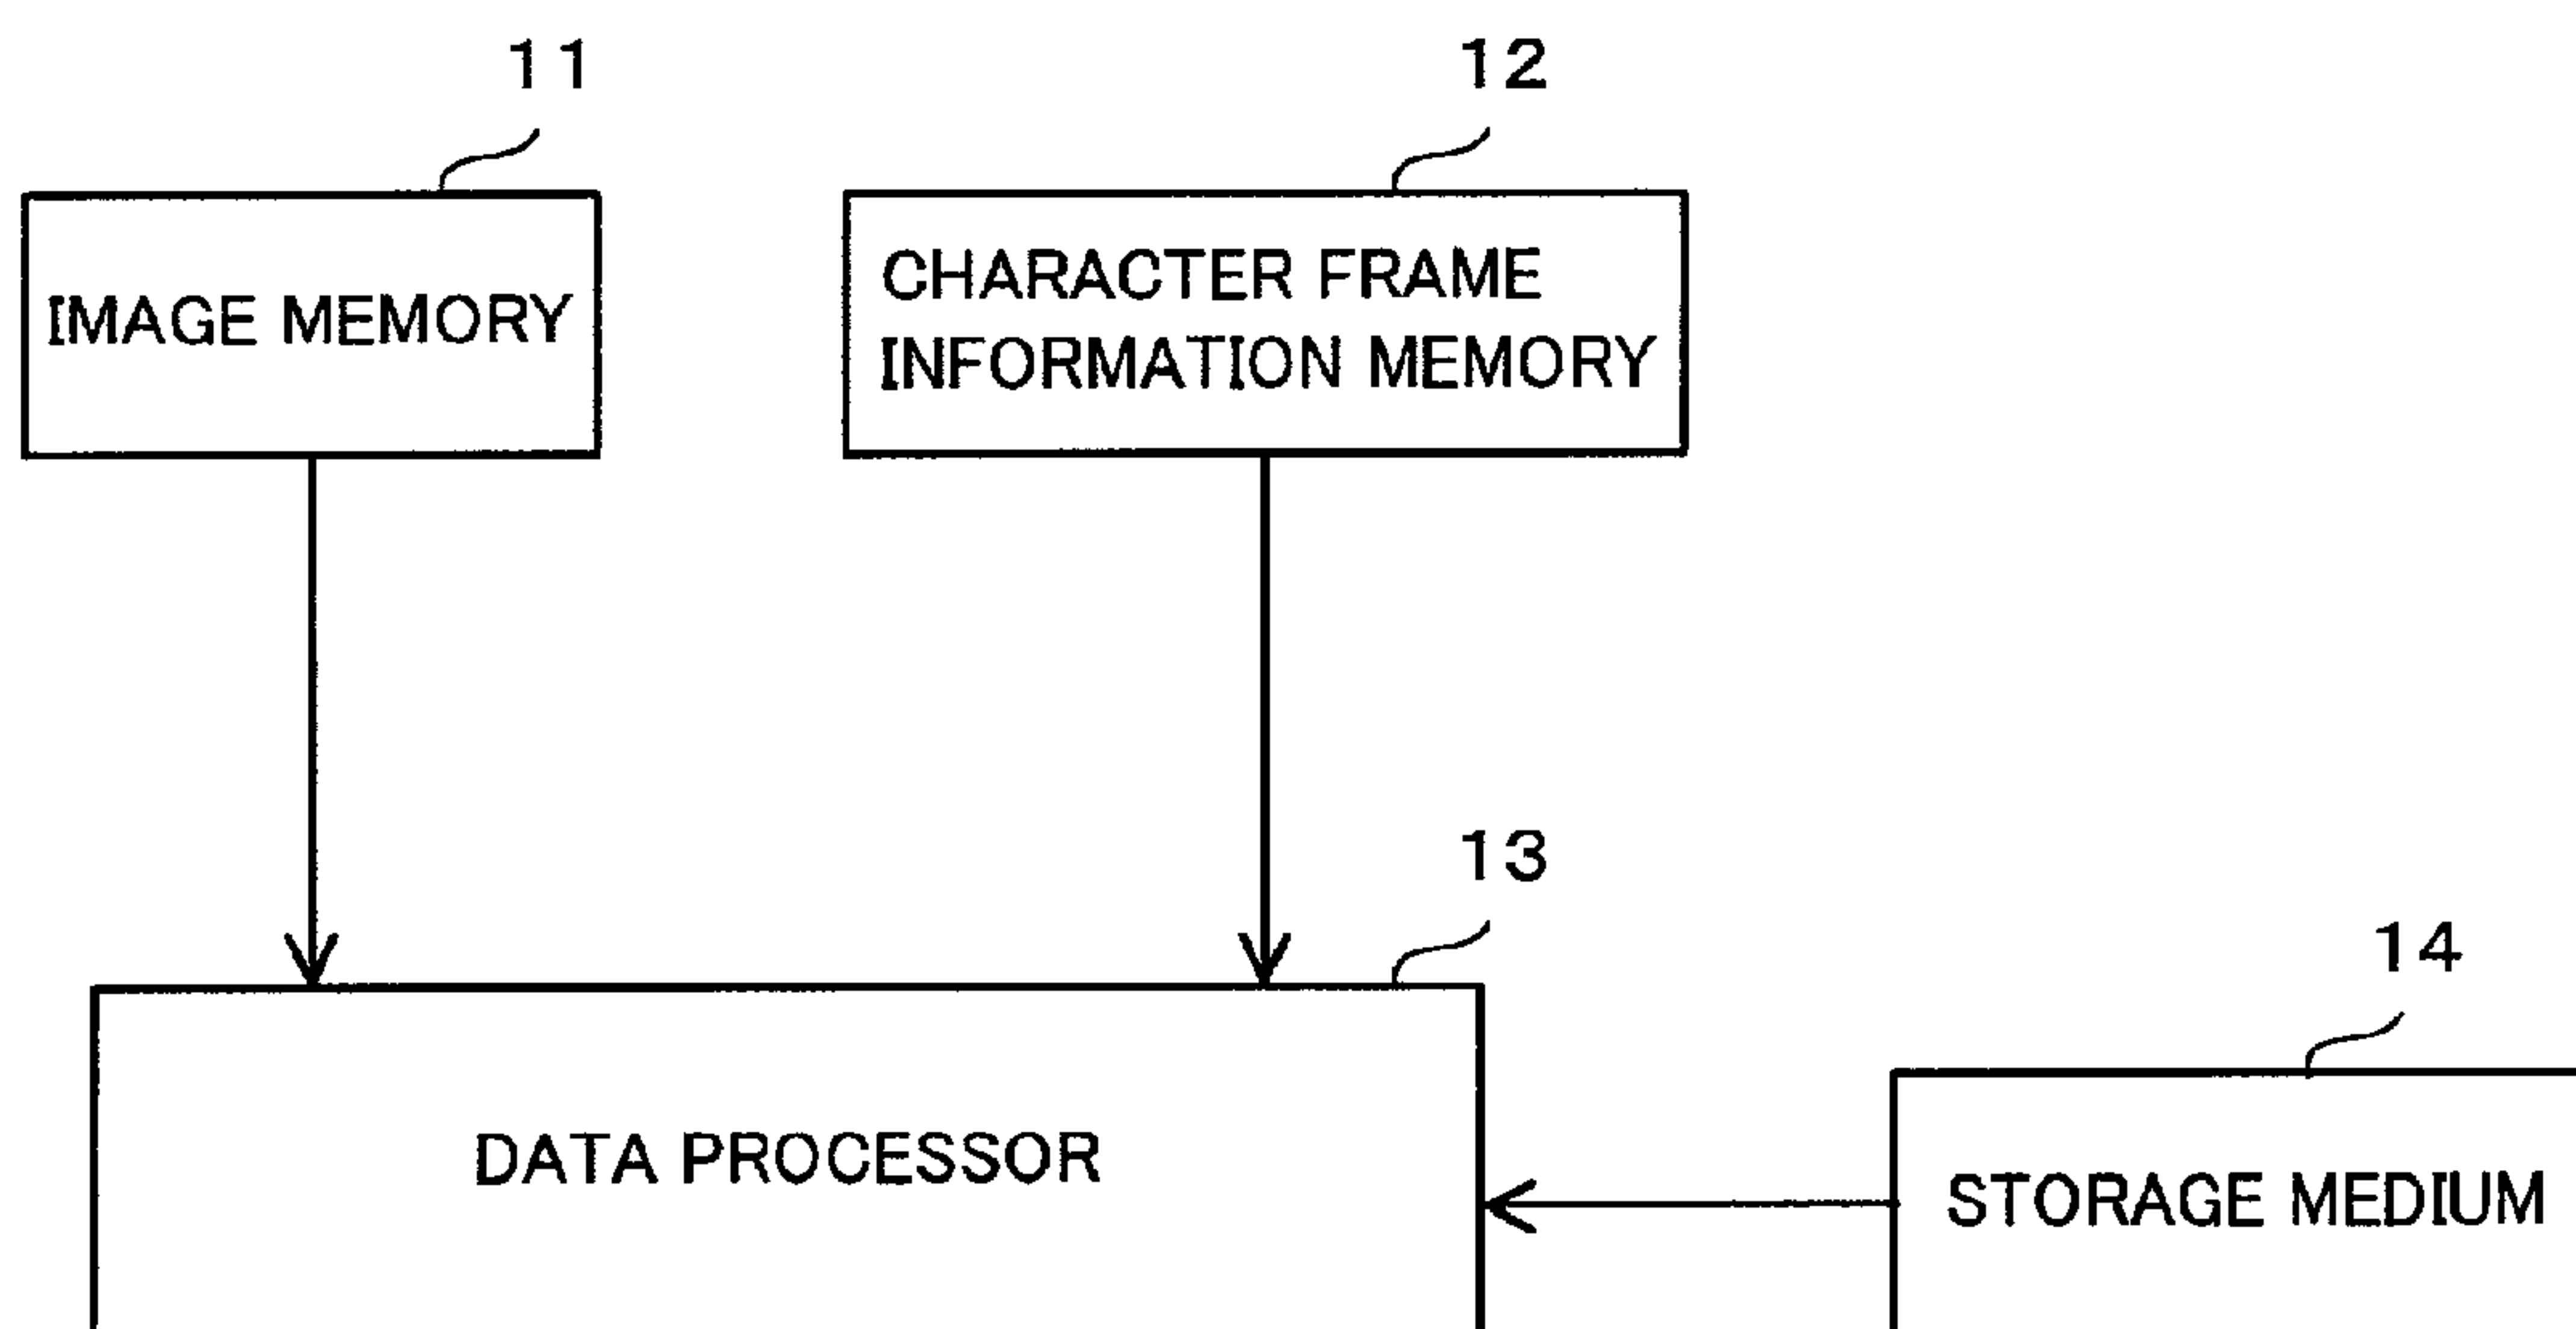 11
12
IMAGE MEMORY
CHARACTER FRAME
INFORMATION MEMORY
13
14
DATA PROCESSOR
STORAGE MEDIUM